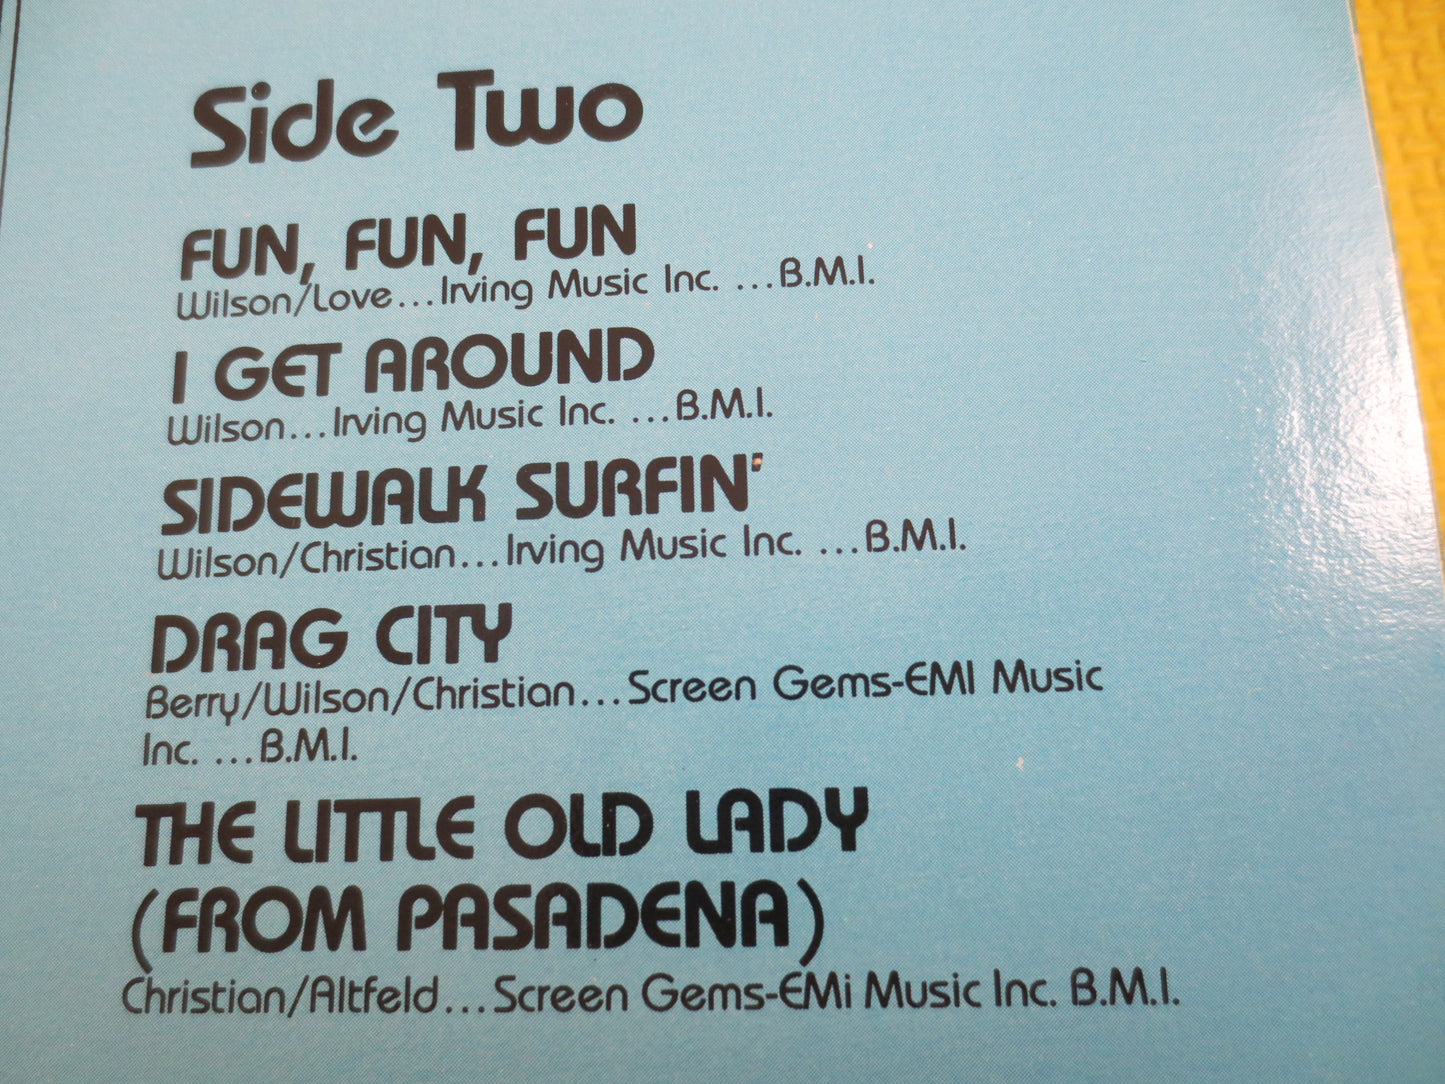 Side Two
FUN, FUN, FUN
Wilson/Love...Irving Music Inc. ...B.M.I.
I GET AROUND
Wilson...Irving Music Inc. ...B.M.I.
SIDEWALK SURFIN'
Wilson/Christian...Irving Music Inc. ...B.M.I.
DRAG CITY
Berry/Wilson/Christian...Screen Gems-EMI Music
Inc. ...B.M.I.
THE LITTLE OLD LADY
(FROM PASADENA)
Christian/Altfeld...Screen Gems-EMi Music Inc. B.M.I.